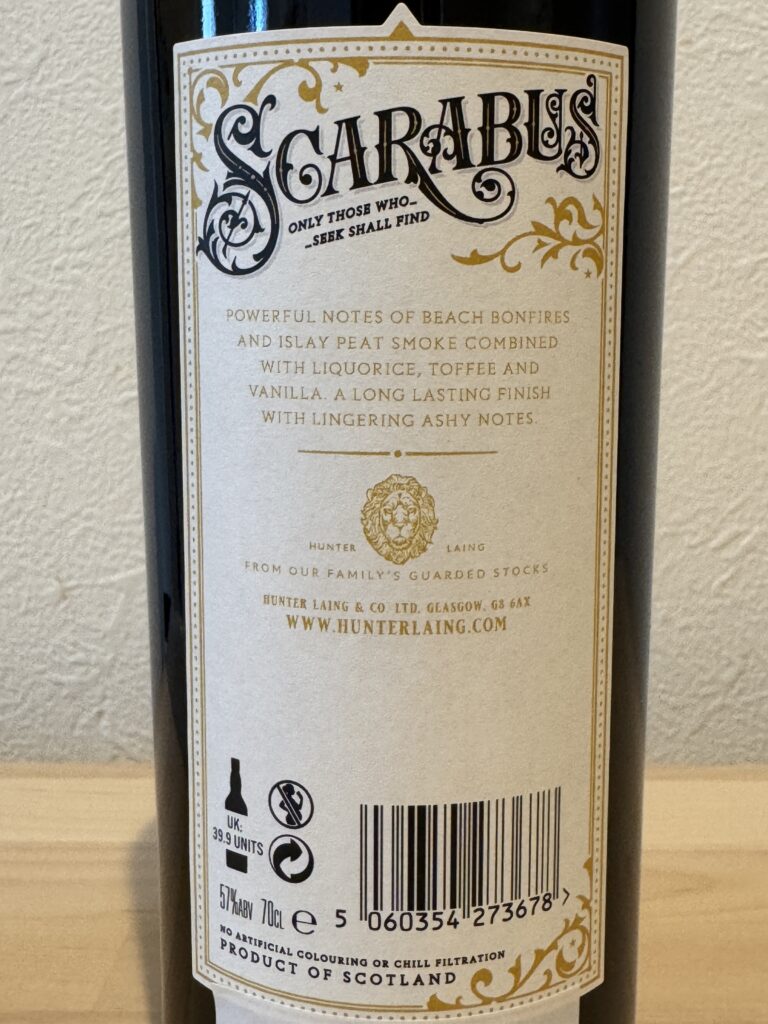 SCARABUS
ONLY THOSE WHO_
_SEEK SHALL FIND
POWERFUL NOTES OF BEACH BONFIRES
AND ISLAY PEAT SMOKE COMBINED
WITH LIQUORICE, TOFFEE AND
VANILLA. A LONG LASTING FINISH
WITH LINGERING ASHY NOTES.
HUNTER LAING
FROM OUR FAMILY'S GUARDED STOCKS
HUNTER LAING & CO. LTD. GLASGOW, G3 6AX
WWW.HUNTERLAING.COM
UK:
39.9 UNITS
57%ABV 70CL e
5 060354 273678 >
NO ARTIFICIAL COLOURING OR CHILL FILTRATION
PRODUCT OF SCOTLAND